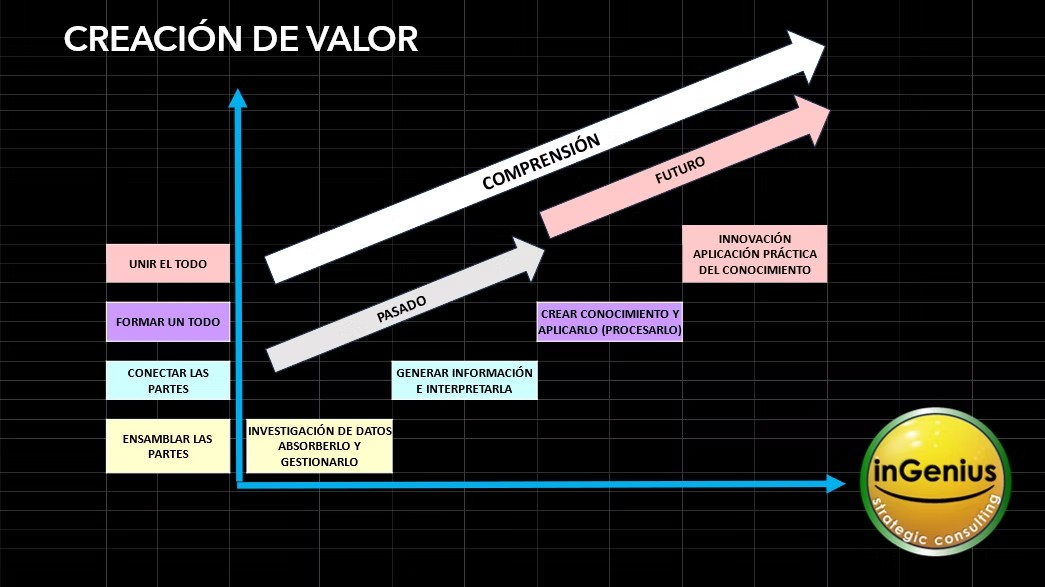 CREACIÓN DE VALOR
COMPRENSIÓN
FUTURO
PASADO
UNIR EL TODO
INNOVACIÓN
APLICACIÓN PRÁCTICA
DEL CONOCIMIENTO
FORMAR UN TODO
CREAR CONOCIMIENTO Y
APLICARLO (PROCESARLO)
CONECTAR LAS
PARTES
GENERAR INFORMACIÓN
E INTERPRETARLA
ENSAMBLAR LAS
PARTES
INVESTIGACIÓN DE DATOS
ABSORBERLO Y
GESTIONARLO
inGenius
strategic consulting